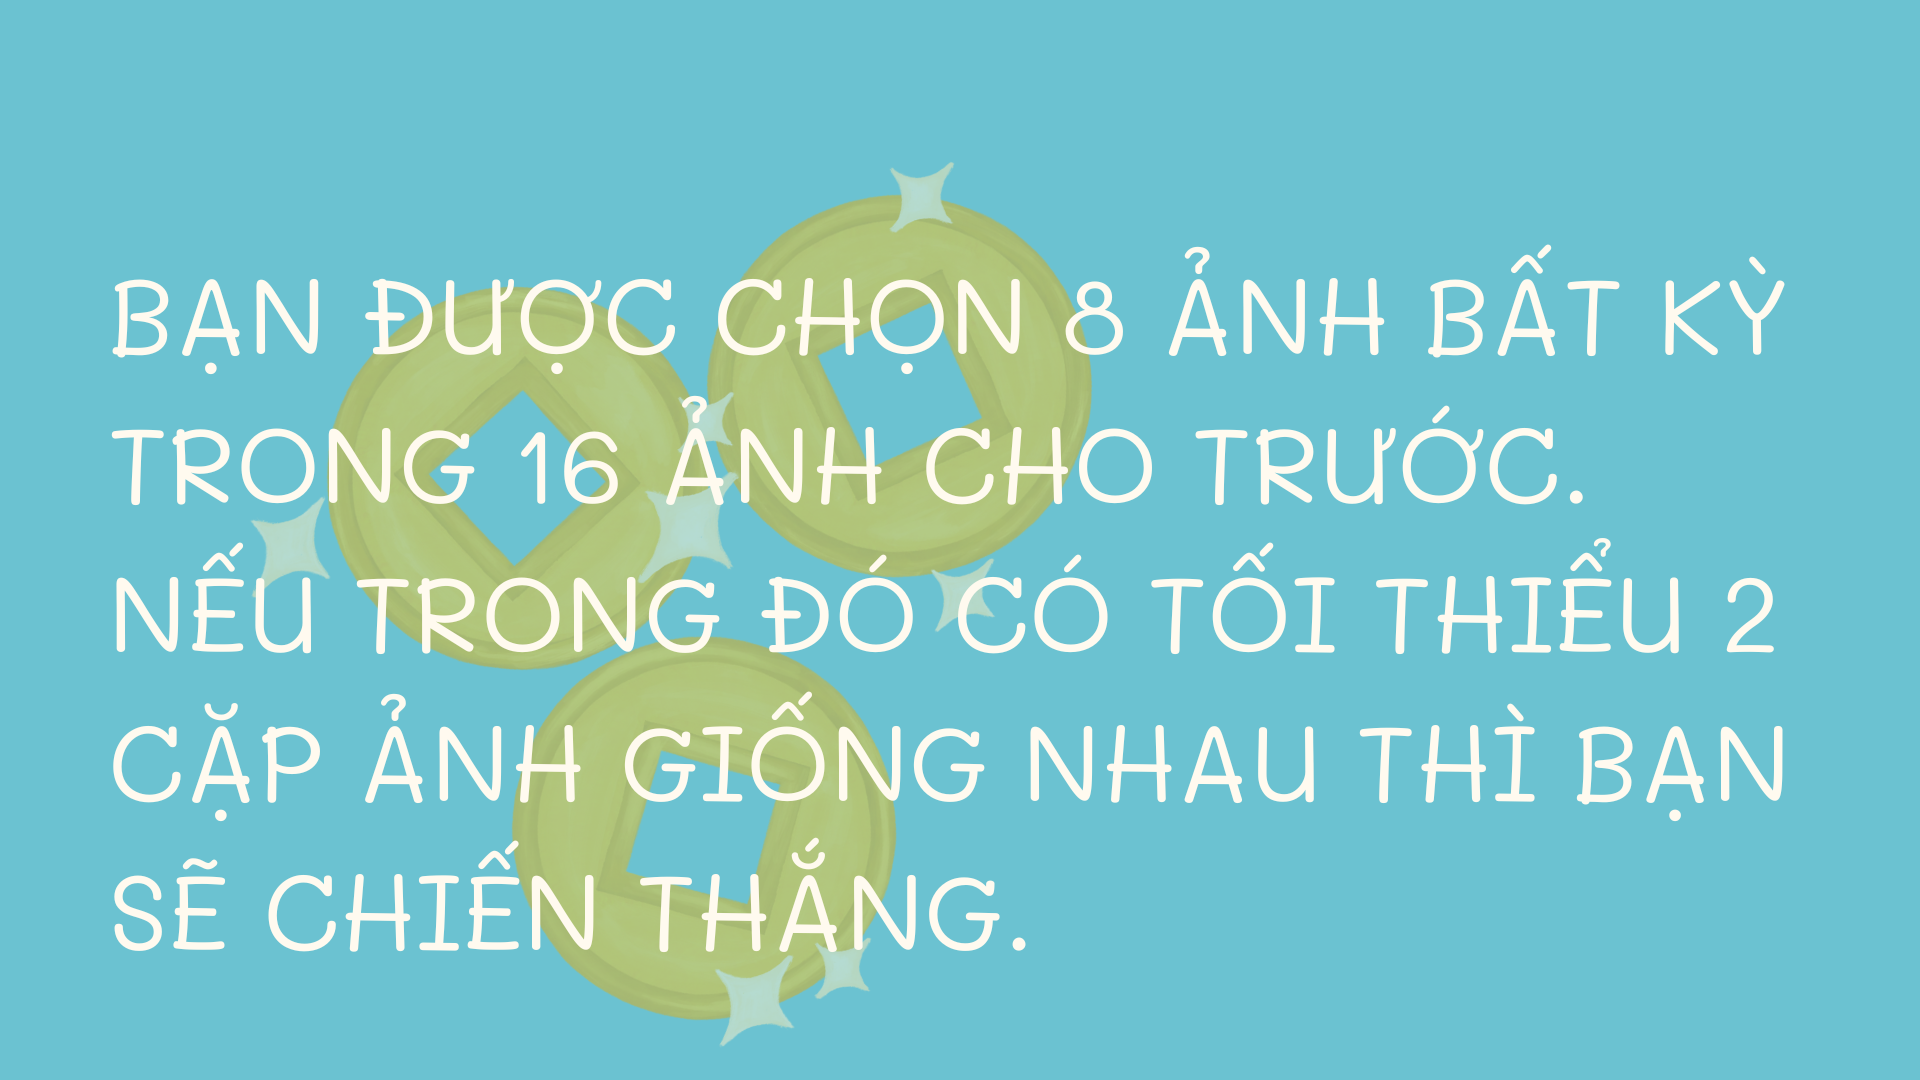 BẠN ĐƯỢC CHỌN 8 ẢNH BẤT KỲ
TRONG 16 ẢNH CHO TRƯỚC.
NẾU TRONG ĐÓ CÓ TỐI THIỂU 2
CẶP ẢNH GIỐNG NHAU THÌ BẠN
SẼ CHIẾN THẮNG.